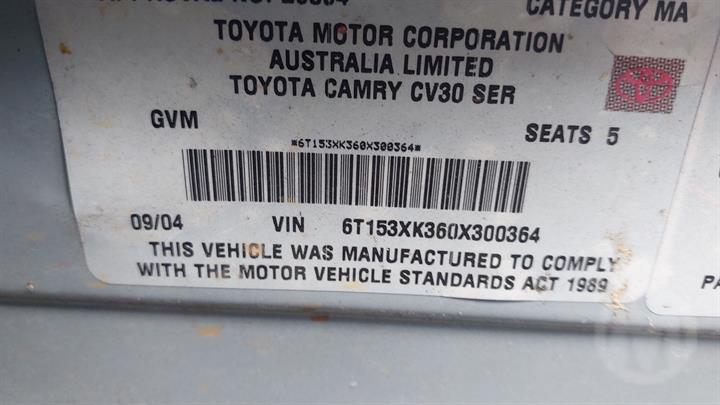 CATEGORY MA
TOYOTA MOTOR CORPORATION
AUSTRALIA LIMITED
TOYOTA CAMRY CV30 SER
GVM
SEATS 5
*6T153XK360X300364*
09/04 VIN 6T153XK360X300364
THIS VEHICLE WAS MANUFACTURED TO COMPLY
WITH THE MOTOR VEHICLE STANDARDS ACT 1989